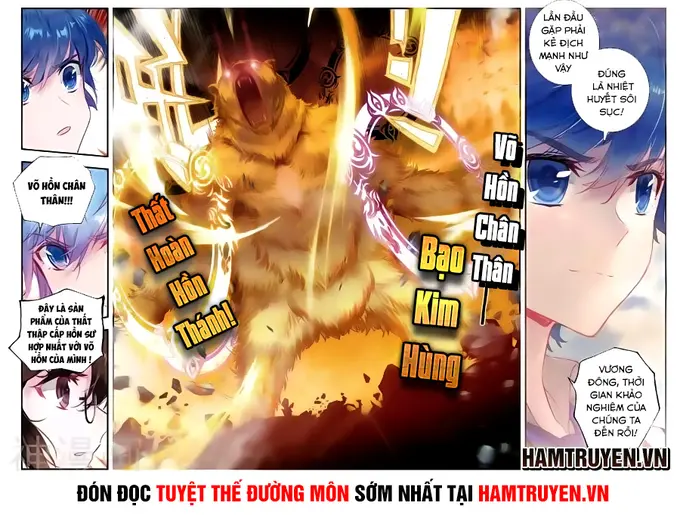 VÕ HỒN CHÂN
THÂN!!!
ĐÂY LÀ SẢN
PHẨM CỦA THẤT
THẬP CẤP HỒN SƯ
HỢP NHẤT VỚI VÕ
HỒN CỦA MÌNH !
Thất
Hoàn
Hồn
Thánh!
Võ
Hồn
Chân
Thân
Bạo
Kim
Hùng
LẦN ĐẦU
GẶP PHẢI
KẺ ĐỊCH
MẠNH NHƯ
VẬY
ĐÚNG
LÀ NHIỆT
HUYẾT SÔI
SỤC!
VƯƠNG
ĐÔNG, THỜI
GIAN KHẢO
NGHIỆM CỦA
CHÚNG TA
ĐẾN RỒI!
HAMTRUYEN.VN
ĐÓN ĐỌC TUYỆT THẾ ĐƯỜNG MÔN SỚM NHẤT TẠI HAMTRUYEN.VN